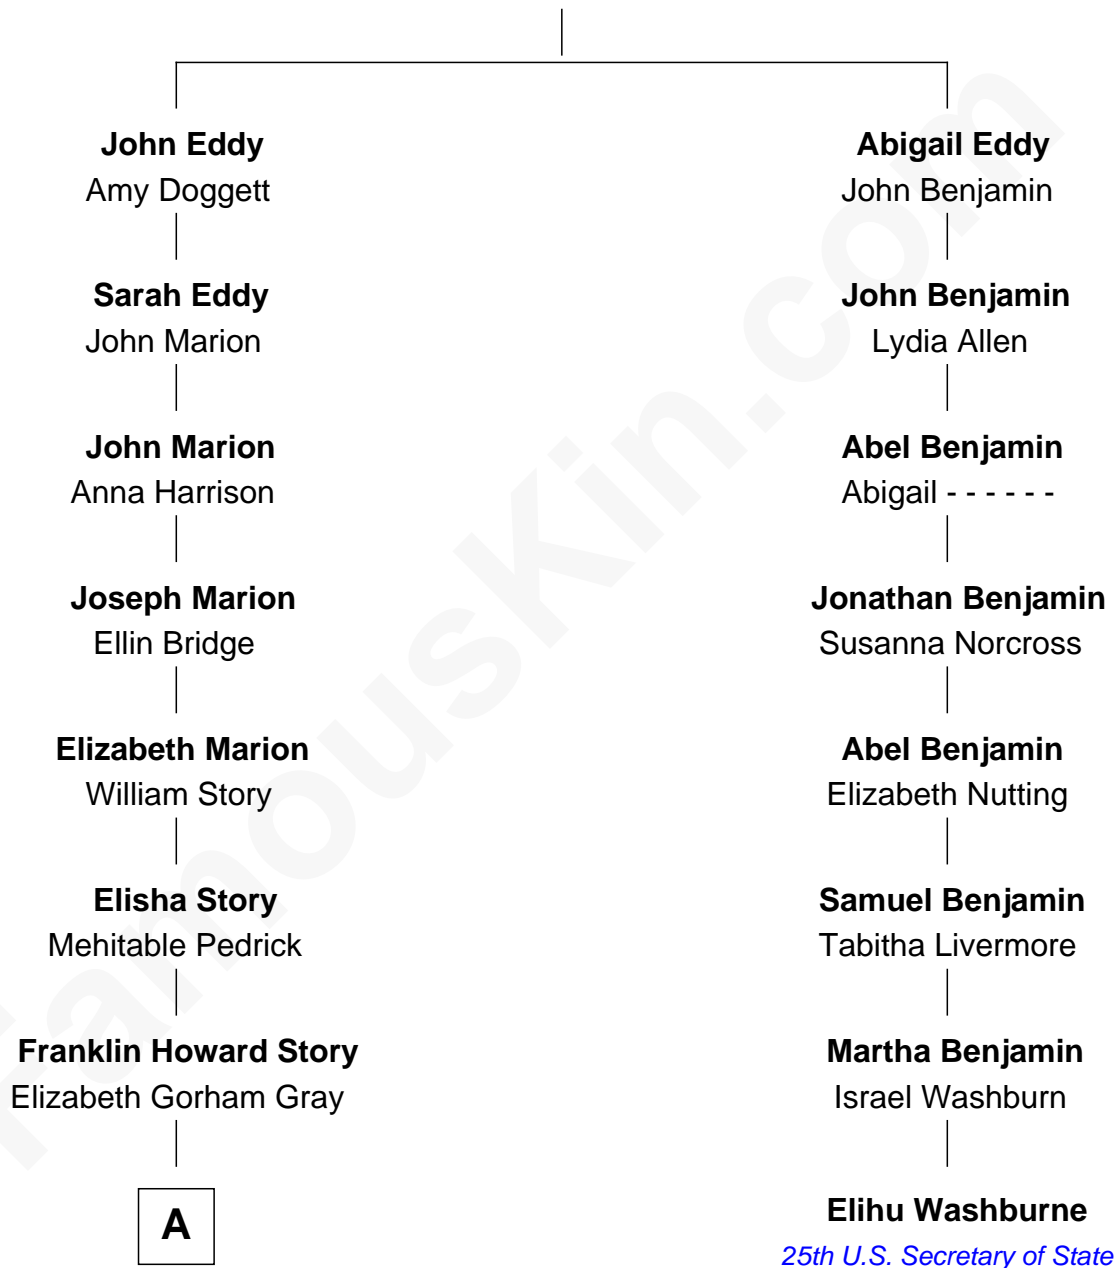 John Eddy
Amy Doggett
Sarah Eddy
John Marion
John Marion
Anna Harrison
Joseph Marion
Ellin Bridge
Elizabeth Marion
William Story
Elisha Story
Mehitable Pedrick
Franklin Howard Story
Elizabeth Gorham Gray
A
Abigail Eddy
John Benjamin
John Benjamin
Lydia Allen
Abel Benjamin
Abigail - - - - - -
Jonathan Benjamin
Susanna Norcross
Abel Benjamin
Elizabeth Nutting
Samuel Benjamin
Tabitha Livermore
Martha Benjamin
Israel Washburn
Elihu Washburne
25th U.S. Secretary of State
FamousKin.com